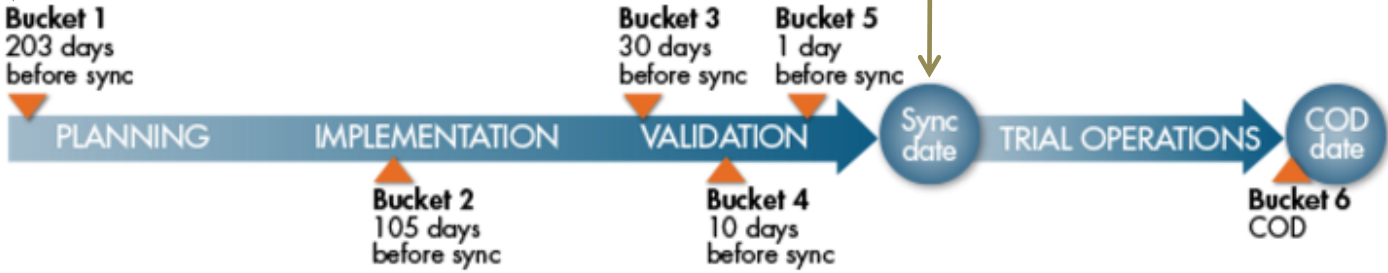 Bucket 1
203 days
before sync
Bucket 3
30 days
before sync
Bucket 5
1 day
before sync
PLANNING
IMPLEMENTATION
VALIDATION
Sync
date
TRIAL OPERATIONS
COD
date
Bucket 2
105 days
before sync
Bucket 4
10 days
before sync
Bucket 6
COD